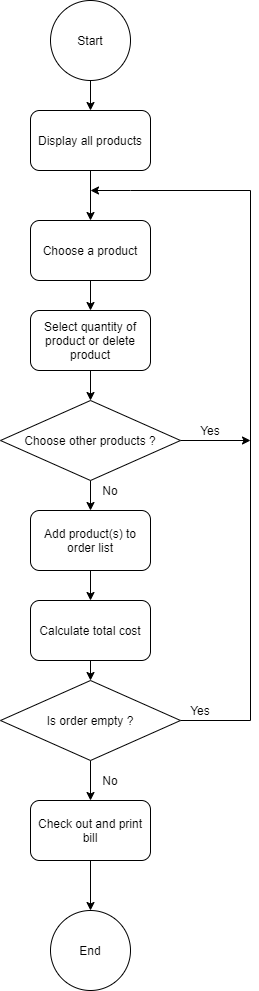 Start
Display all products
Choose a product
Select quantity of
product or delete
product
Choose other products ?
Yes
No
Add product(s) to
order list
Calculate total cost
Is order empty ?
Yes
No
Check out and print
bill
End